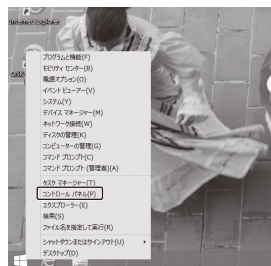 Internet Explorer
プログラムと機能(F)
モビリティ センター(B)
電源オプション(O)
イベント ビューアー(V)
システム(Y)
デバイス マネージャー(M)
ネットワーク接続(W)
ディスクの管理(K)
コンピューターの管理(G)
コマンド プロンプト(C)
コマンド プロンプト (管理者)(A)
タスク マネージャー(T)
コントロール パネル(P)
エクスプローラー(E)
検索(S)
ファイル名を指定して実行(R)
シャットダウンまたはサインアウト(U)
デスクトップ(D)